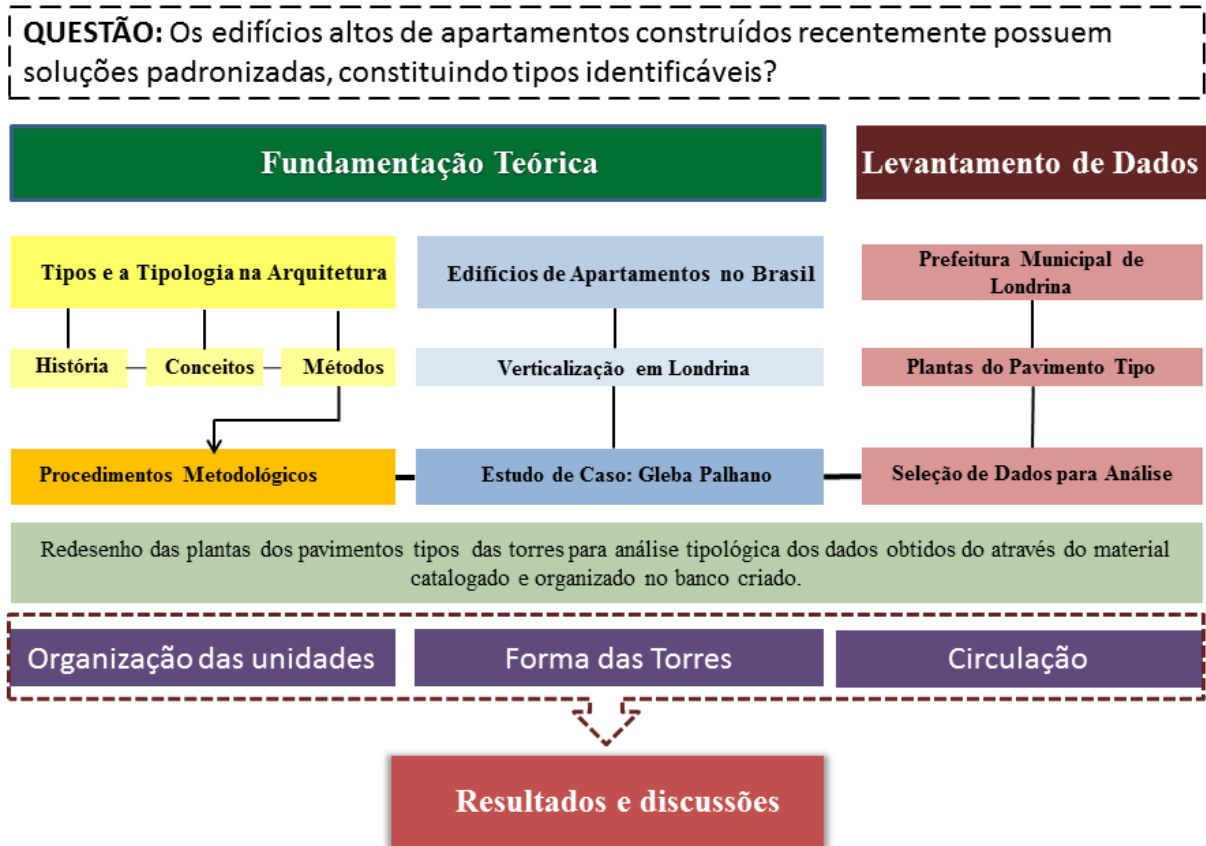 QUESTÃO: Os edifícios altos de apartamentos construídos recentemente possuem
soluções padronizadas, constituindo tipos identificáveis?
Fundamentação Teórica
Levantamento de Dados
Tipos e a Tipologia na Arquitetura
Edifícios de Apartamentos no Brasil
Prefeitura Municipal de
Londrina
História
Conceitos
Métodos
Verticalização em Londrina
Plantas do Pavimento Tipo
Procedimentos Metodológicos
Estudo de Caso: Gleba Palhano
Seleção de Dados para Análise
Redesenho das plantas dos pavimentos tipos das torres para análise tipológica dos dados obtidos do através do material
catalogado e organizado no banco criado.
Organização das unidades
Forma das Torres
Circulação
Resultados e discussões